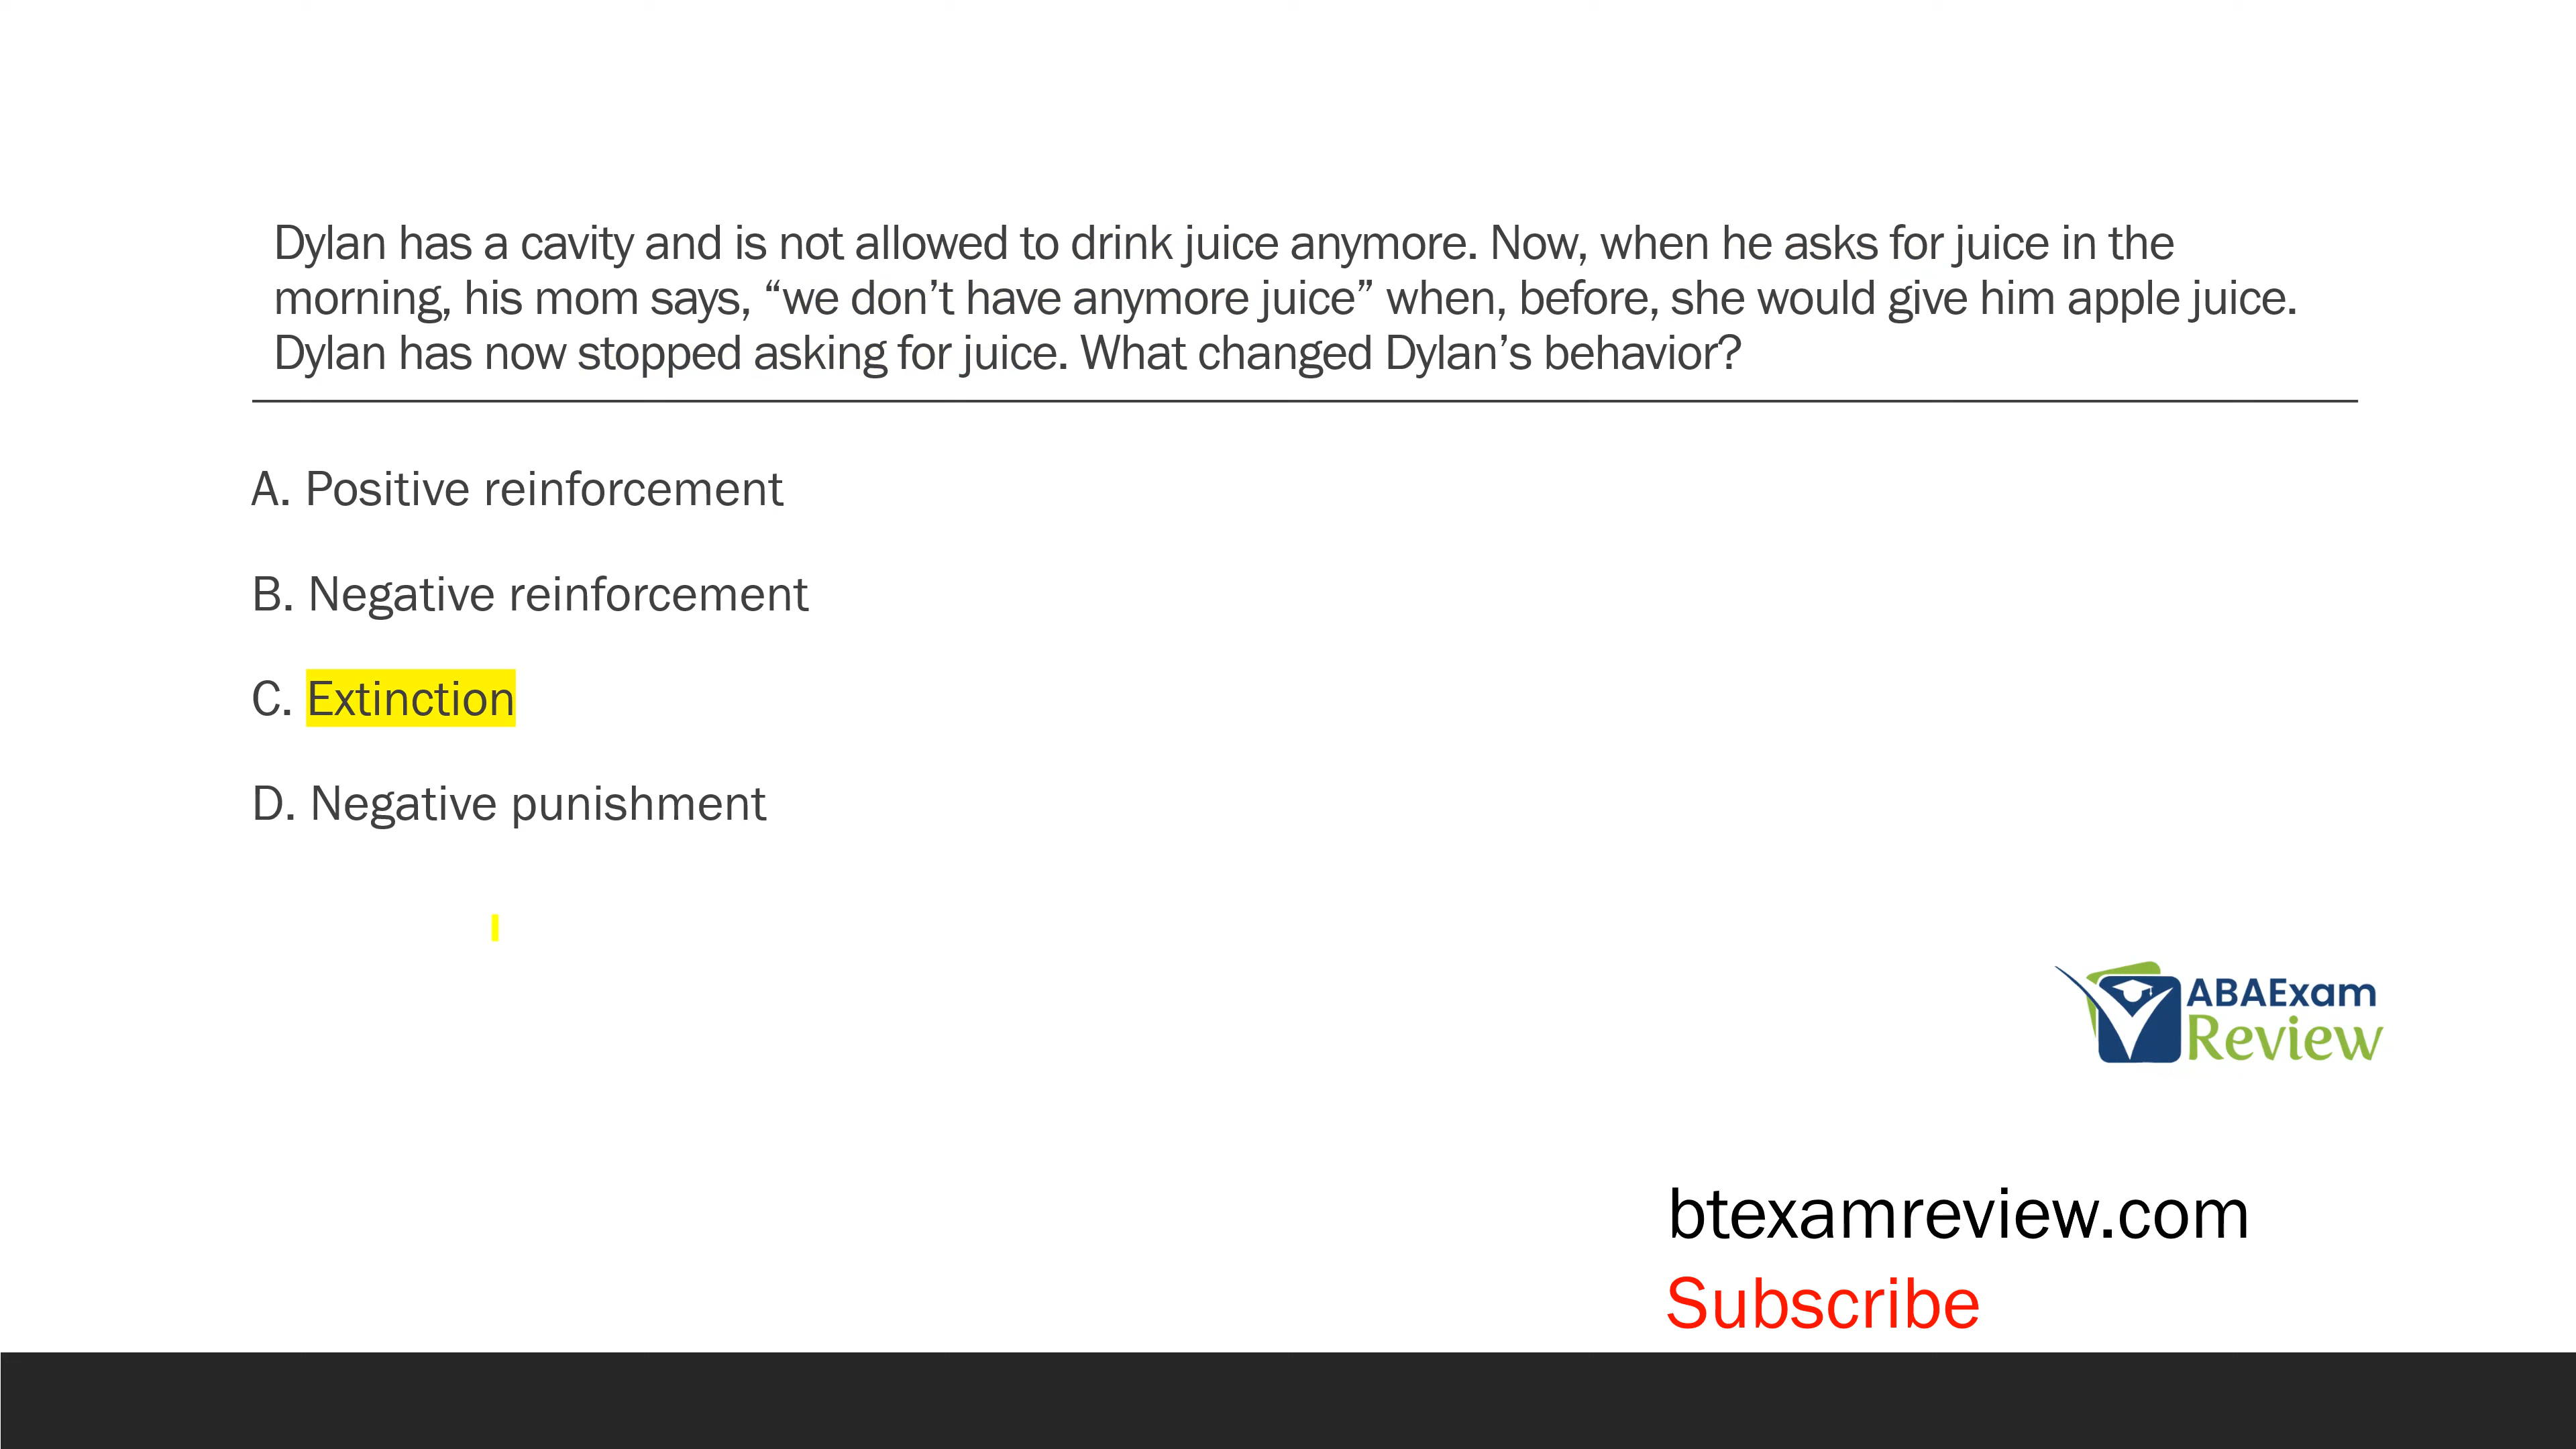 Dylan has a cavity and is not allowed to drink juice anymore. Now, when he asks for juice in the
morning, his mom says, “we don’t have anymore juice” when, before, she would give him apple juice.
Dylan has now stopped asking for juice. What changed Dylan’s behavior?
A. Positive reinforcement
B. Negative reinforcement
C. Extinction
D. Negative punishment
ABAExam
Review
btexamreview.com
Subscribe